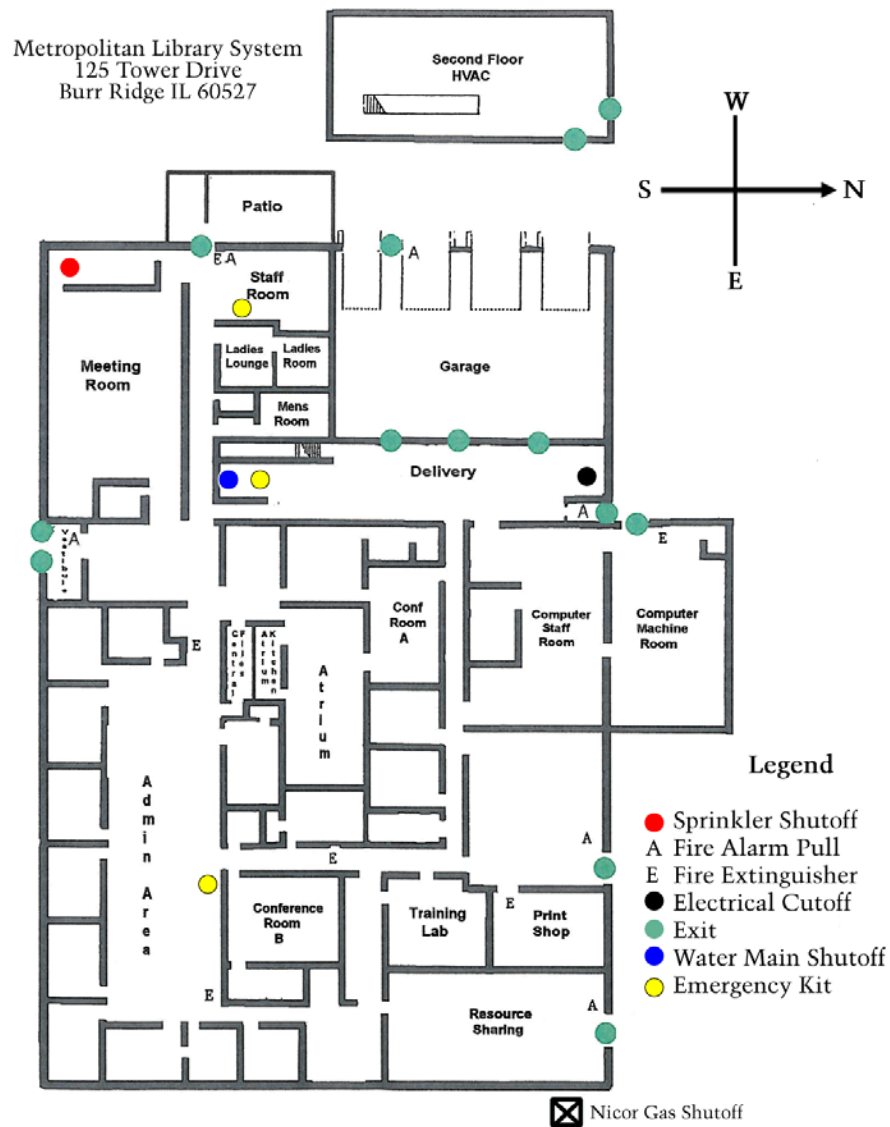 Metropolitan Library System
125 Tower Drive
Burr Ridge IL 60527
Second Floor
HVAC
W
S
N
E
Patio
E A
A
Staff
Room
Ladies
Lounge
Ladies
Room
Meeting
Room
Garage
Mens
Room
Delivery
A
Vestibule
A
E
Conf
Room
A
Computer
Staff
Room
Computer
Machine
Room
E
Central
Files
Atrium
Kitchen
Atrium
Admin Area
E
A
Conference
Room
B
Training
Lab
E
Print
Shop
E
Resource
Sharing
A
Legend
Sprinkler Shutoff
A Fire Alarm Pull
E Fire Extinguisher
Electrical Cutoff
Exit
Water Main Shutoff
Emergency Kit
Nicor Gas Shutoff